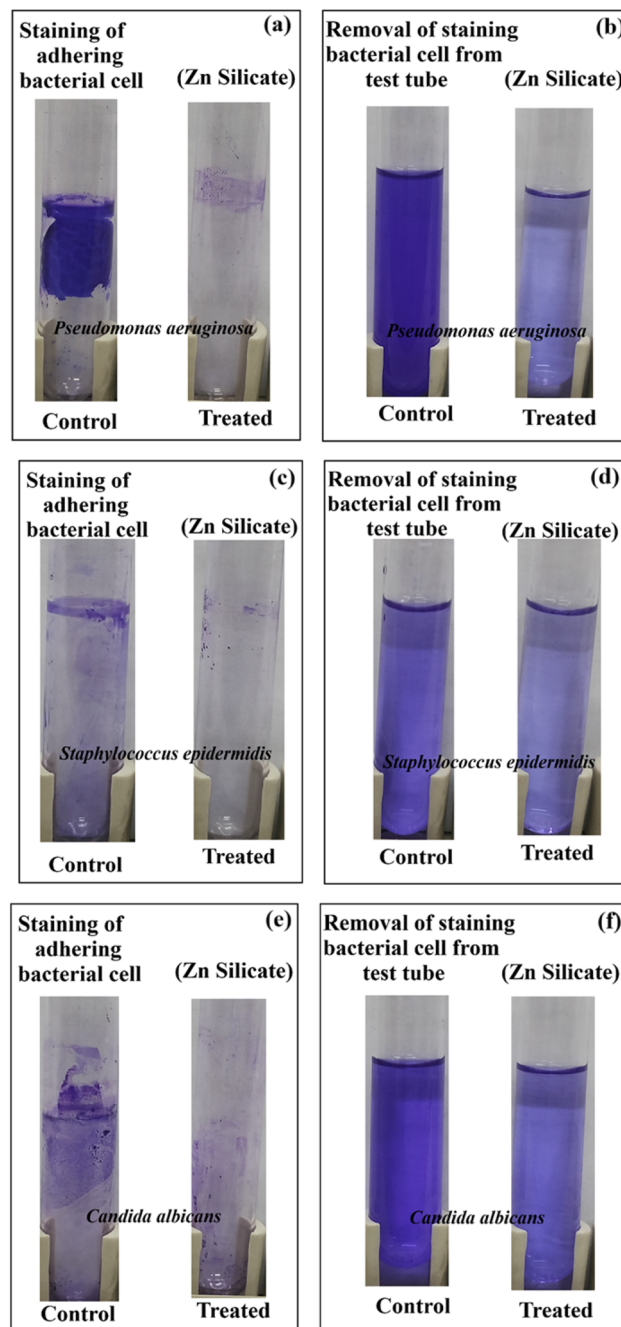 Staining of
adhering
bacterial cell
(a)
(Zn Silicate)
Pseudomonas aeruginosa
Control
Treated
Removal of staining
bacterial cell from
test tube
(b)
(Zn Silicate)
Pseudomonas aeruginosa
Control
Treated
Staining of
adhering
bacterial cell
(c)
(Zn Silicate)
Staphylococcus epidermidis
Control
Treated
Removal of staining
bacterial cell from
test tube
(d)
(Zn Silicate)
Staphylococcus epidermidis
Control
Treated
Staining of
adhering
bacterial cell
(e)
(Zn Silicate)
Candida albicans
Control
Treated
Removal of staining
bacterial cell from
test tube
(f)
(Zn Silicate)
Candida albicans
Control
Treated